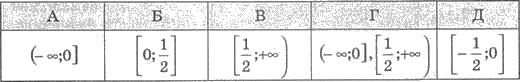 А Б В Г Д
(−∞;0] [0;1/2] [1/2;+∞) (−∞;0],[1/2;+∞) [−1/2;0]